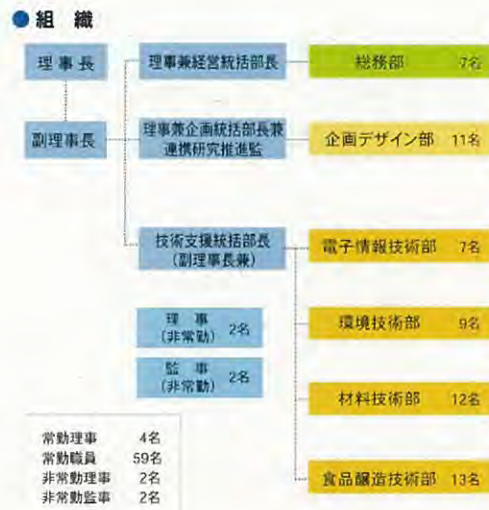 ●組 織
理 事 長
理事兼経営統括部長
総務部 7名
副理事長
理事兼企画統括部長兼
連携研究推進監
企画デザイン部 11名
技術支援統括部長
(副理事長兼)
電子情報技術部 7名
理 事
(非常勤) 2名
環境技術部 9名
監 事
(非常勤) 2名
材料技術部 12名
食品醸造技術部 13名
常勤理事 4名
常勤職員 59名
非常勤理事 2名
非常勤監事 2名